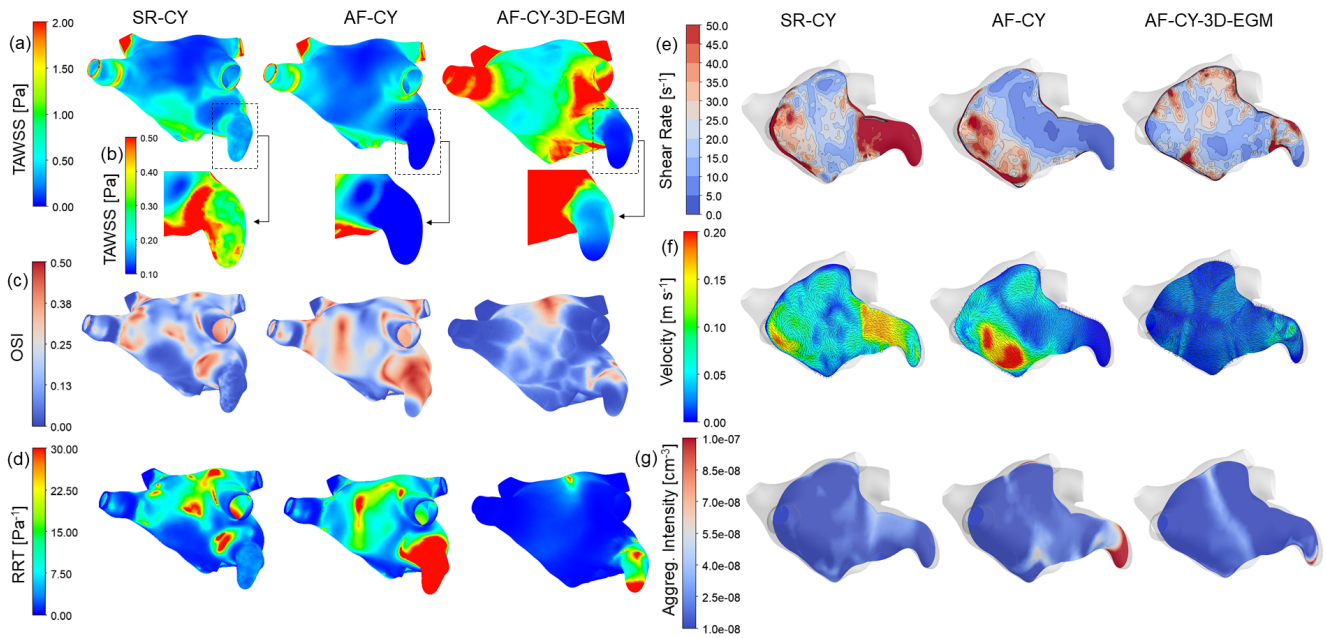 SR-CY AF-CY AF-CY-3D-EGM
(a)
TAWSS [Pa]
2.00
1.50
1.00
0.50
0.00
(b)
TAWSS [Pa]
0.50
0.40
0.30
0.20
0.10
(c)
OSI
0.50
0.38
0.25
0.13
0.00
(d)
RRT [Pa⁻¹]
30.00
22.50
15.00
7.50
0.00
SR-CY AF-CY AF-CY-3D-EGM
(e)
Shear Rate [s⁻¹]
50.0
45.0
40.0
35.0
30.0
25.0
20.0
15.0
10.0
5.0
0.0
(f)
Velocity [m s⁻¹]
0.20
0.15
0.10
0.05
0.00
(g)
Aggreg. Intensity [cm⁻³]
1.0e-07
8.5e-08
7.0e-08
5.5e-08
4.0e-08
2.5e-08
1.0e-08